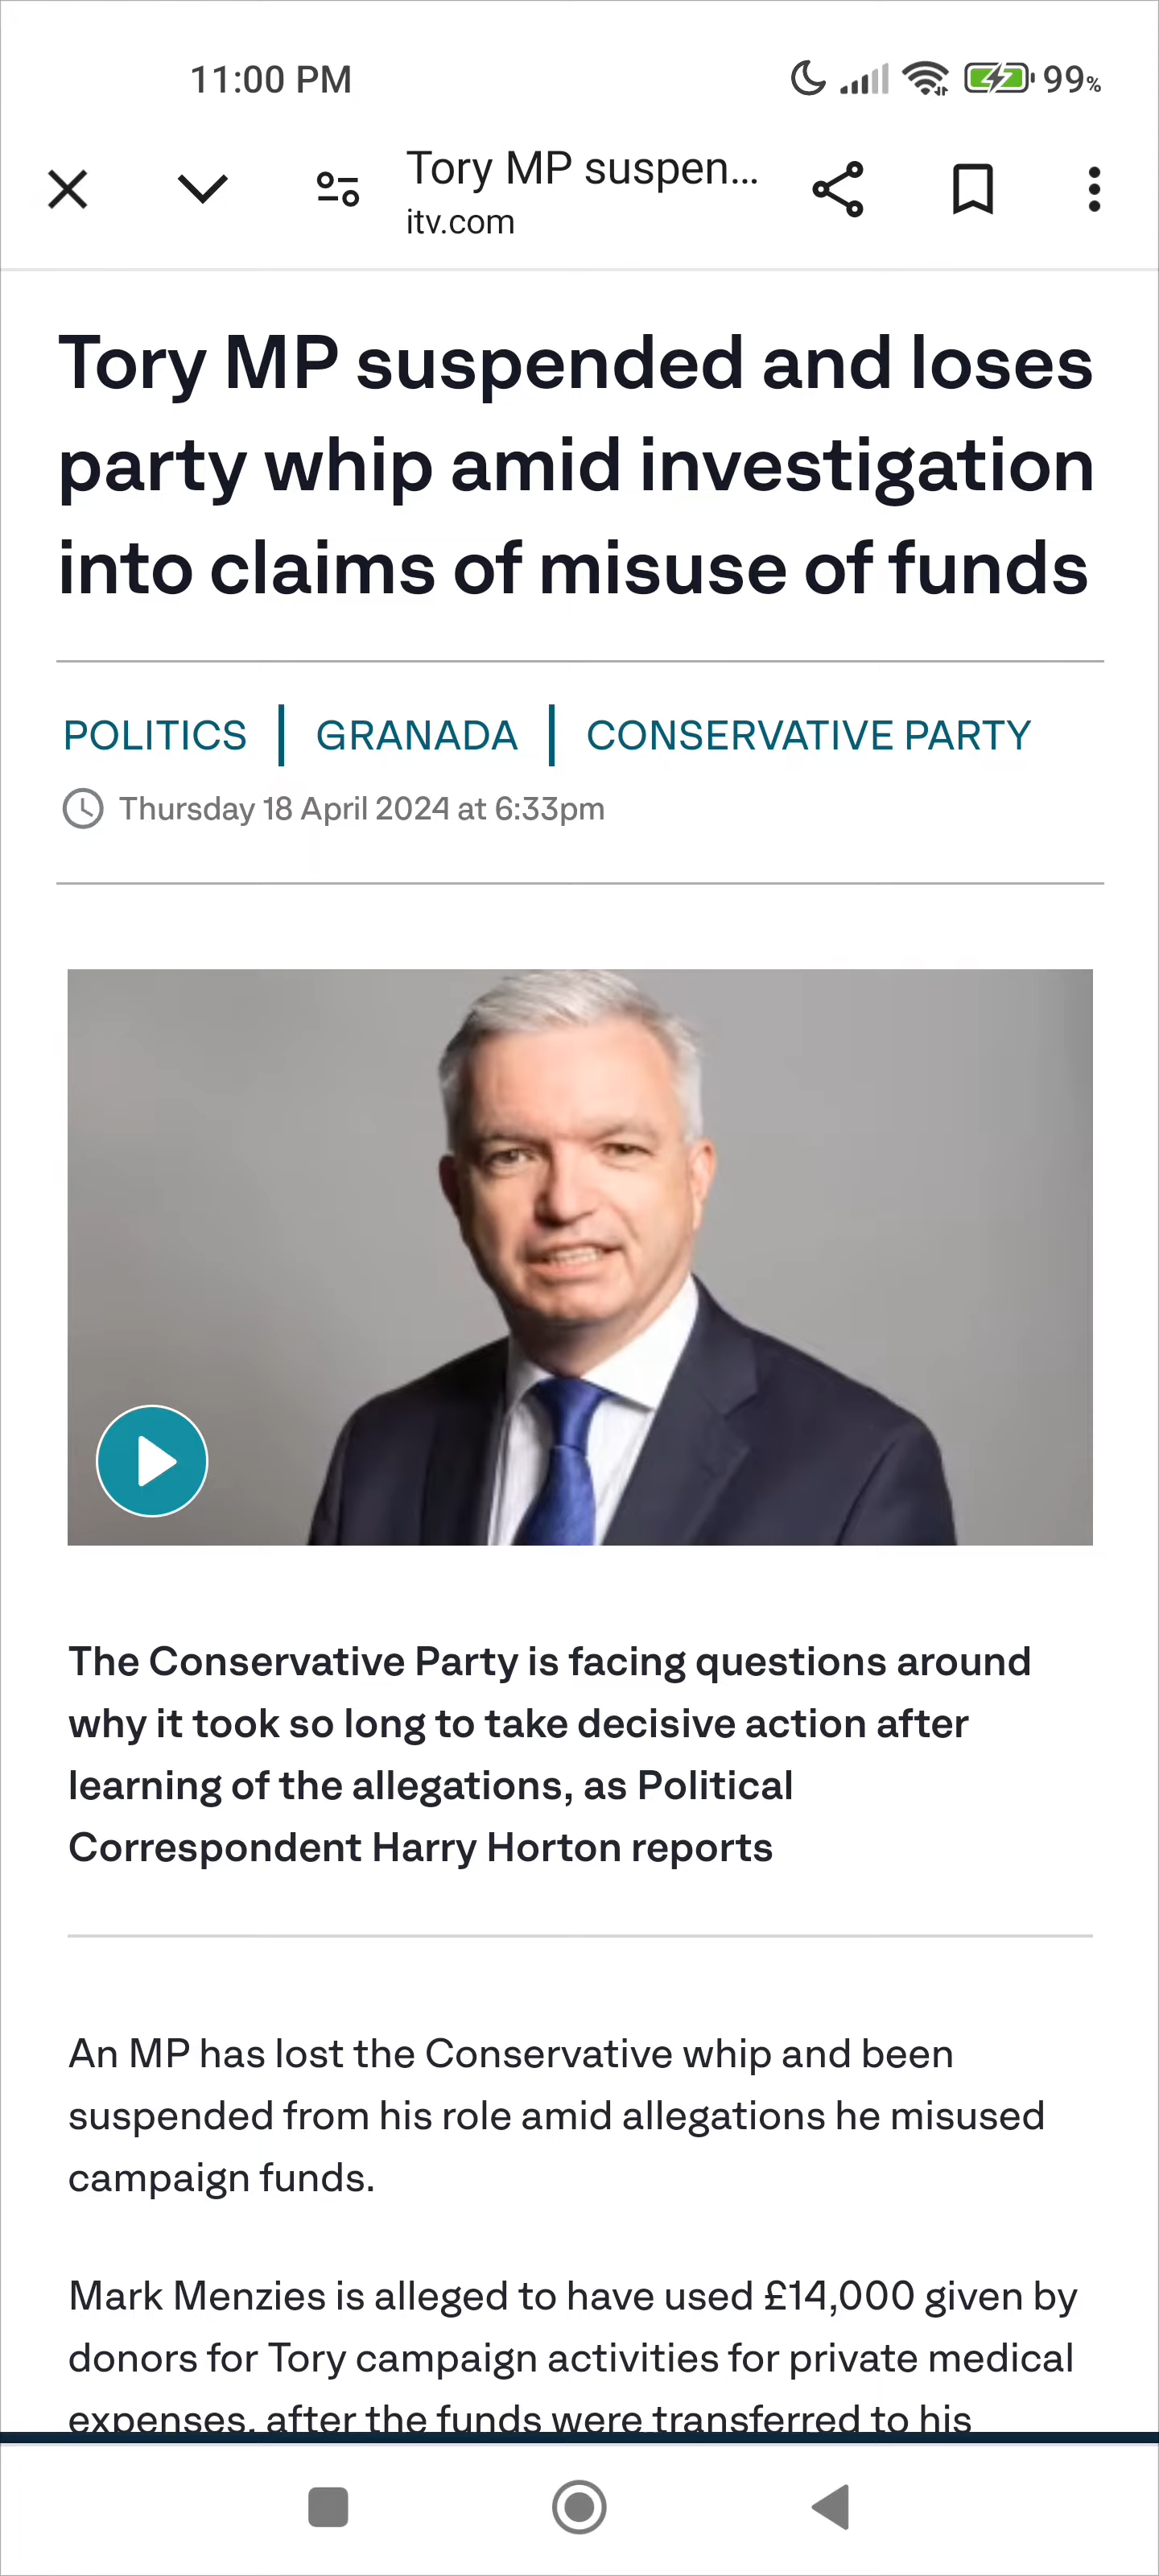 11:00 PM
99%
Tory MP suspen...
itv.com
Tory MP suspended and loses
party whip amid investigation
into claims of misuse of funds
POLITICS
GRANADA
CONSERVATIVE PARTY
Thursday 18 April 2024 at 6:33pm
The Conservative Party is facing questions around
why it took so long to take decisive action after
learning of the allegations, as Political
Correspondent Harry Horton reports
An MP has lost the Conservative whip and been
suspended from his role amid allegations he misused
campaign funds.
Mark Menzies is alleged to have used £14,000 given by
donors for Tory campaign activities for private medical
expenses, after the funds were transferred to his